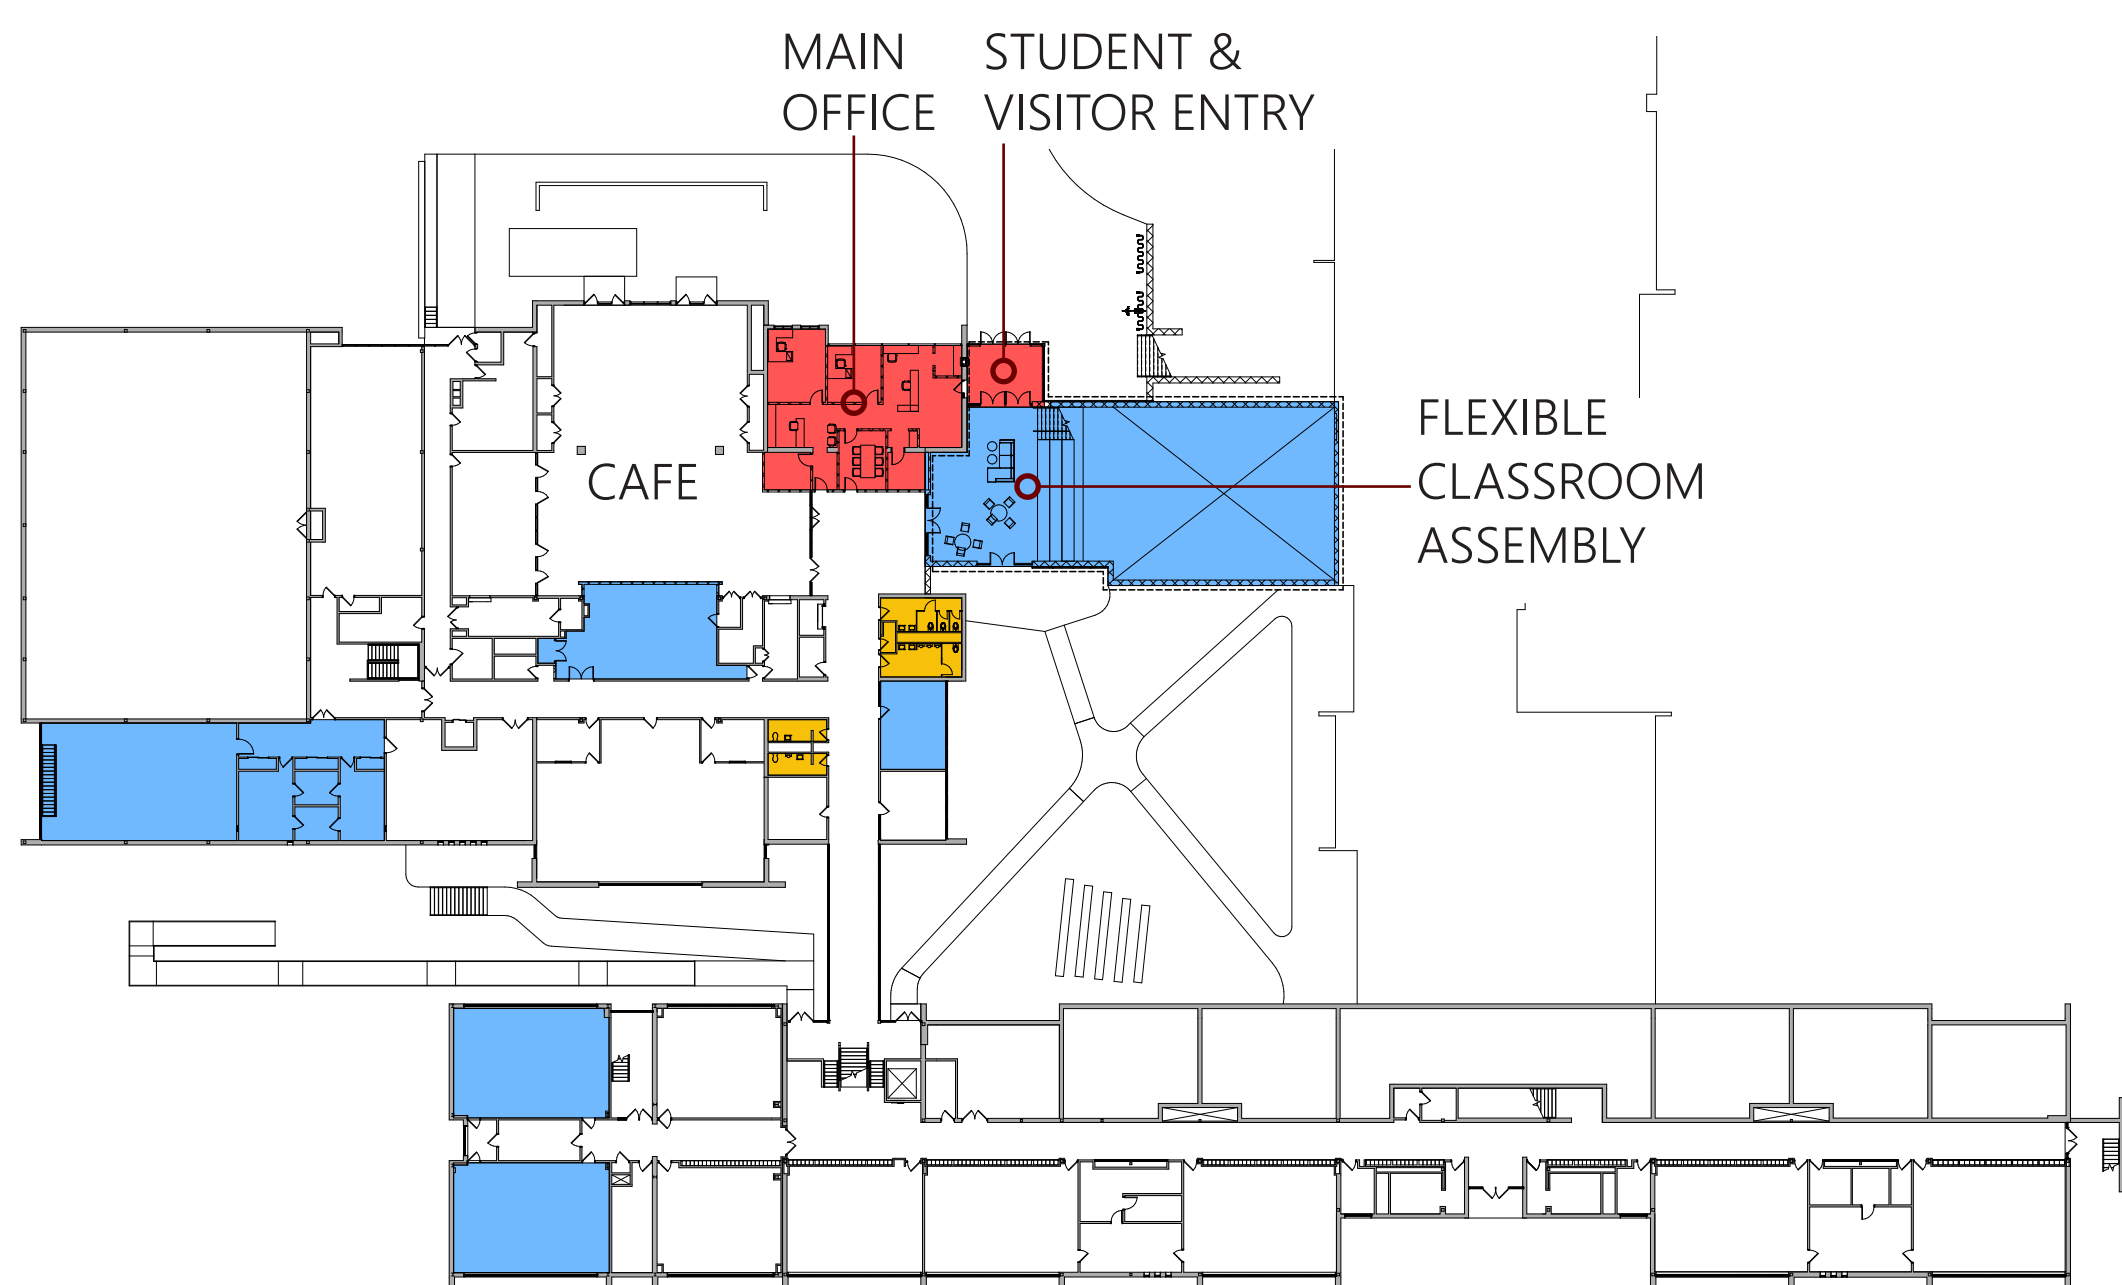 MAIN
OFFICE
STUDENT &
VISITOR ENTRY
FLEXIBLE
CLASSROOM
ASSEMBLY
CAFE